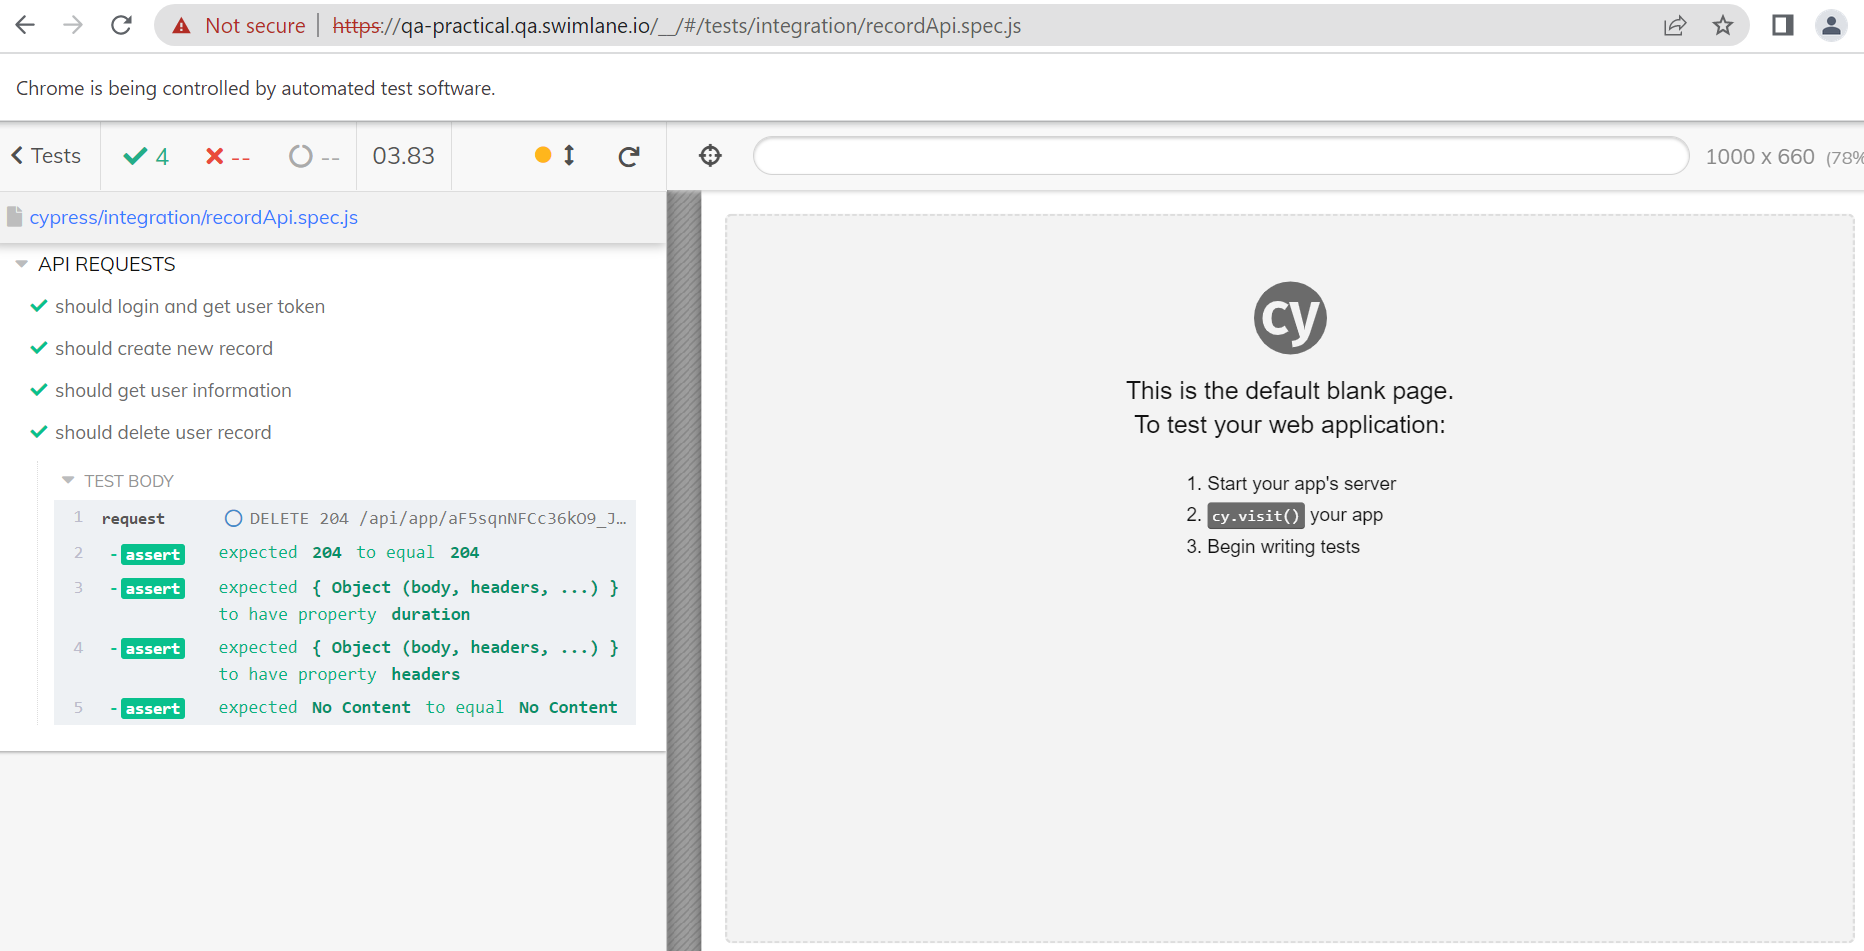 Not secure | https://qa-practical.qa.swimlane.io/__/#/tests/integration/recordApi.spec.js
Chrome is being controlled by automated test software.
Tests 4 -- -- 03.83
1000 x 660 (78%
cypress/integration/recordApi.spec.js
API REQUESTS
should login and get user token
should create new record
should get user information
should delete user record
TEST BODY
1 request DELETE 204 /api/app/aF5sqnNFCc36kO9_J…
2 -assert expected 204 to equal 204
3 -assert expected { Object (body, headers, ...) }
to have property duration
4 -assert expected { Object (body, headers, ...) }
to have property headers
5 -assert expected No Content to equal No Content
cy
This is the default blank page.
To test your web application:
1. Start your app's server
2. cy.visit() your app
3. Begin writing tests